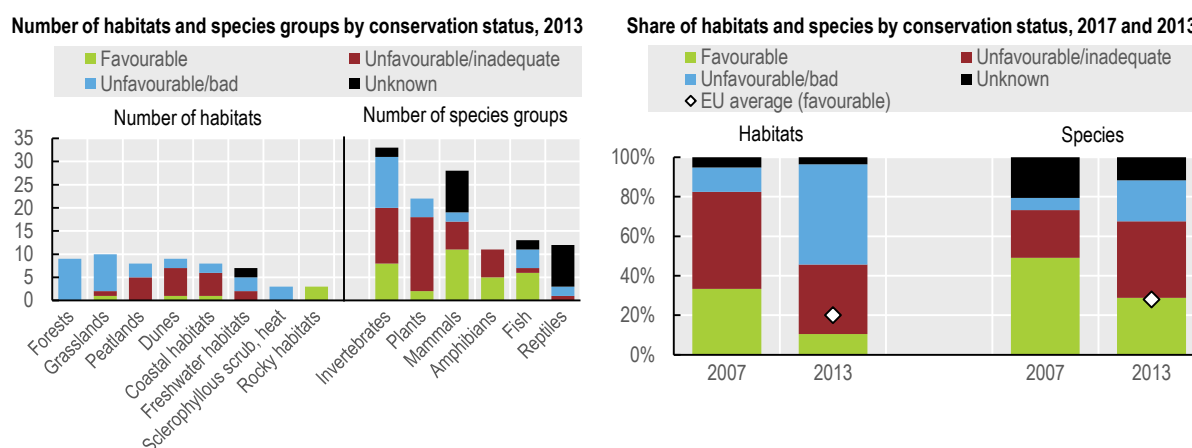 Number of habitats and species groups by conservation status, 2013
Favourable
Unfavourable/inadequate
Unfavourable/bad
Unknown
Number of habitats
Number of species groups
35
30
25
20
15
10
5
0
Forests
Grasslands
Peatlands
Dunes
Coastal habitats
Freshwater habitats
Sclerophyllous scrub, heat
Rocky habitats
Invertebrates
Plants
Mammals
Amphibians
Fish
Reptiles
Share of habitats and species by conservation status, 2017 and 2013
Favourable
Unfavourable/inadequate
Unfavourable/bad
Unknown
EU average (favourable)
Habitats
Species
100%
80%
60%
40%
20%
0%
2007
2013
2007
2013